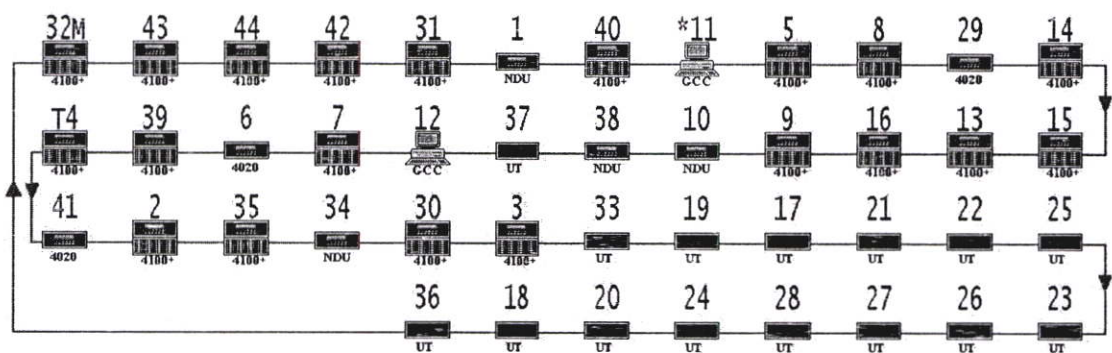 32M 43 44 42 31 1 40 *11 5 8 29 14
4100+ 4100+ 4100+ 4100+ 4100+ NDU 4100+ GCC 4100+ 4100+ 4020 4100+
T4 39 6 7 12 37 38 10 9 16 13 15
4100+ 4100+ 4020 4100+ GCC UT NDU NDU 4100+ 4100+ 4100+ 4100+
41 2 35 34 30 3 33 19 17 21 22 25
4020 4100+ 4100+ NDU 4100+ 4100+ UT UT UT UT UT UT
36 18 20 24 28 27 26 23
UT UT UT UT UT UT UT UT